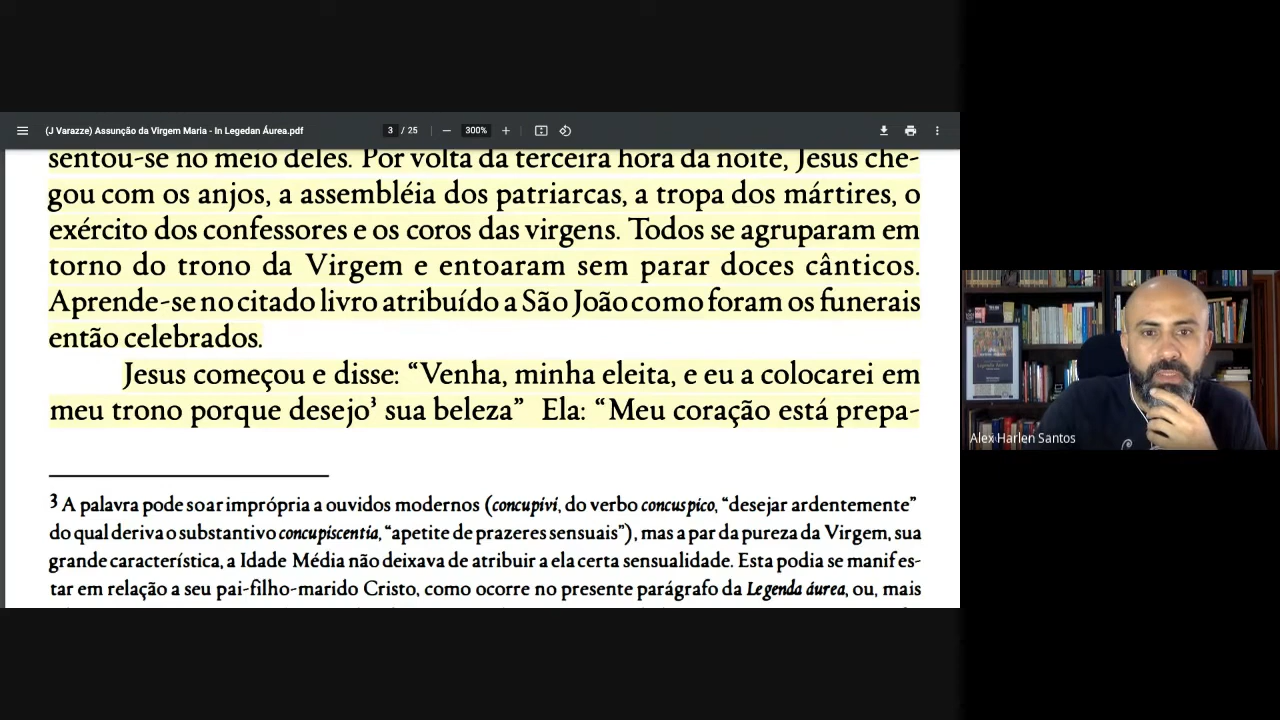 (J Varazze) Assunção da Virgem Maria - In Legedan Áurea.pdf
3 / 25
300%
sentou-se no meio deles. Por volta da terceira hora da noite, Jesus che-
gou com os anjos, a assembléia dos patriarcas, a tropa dos mártires, o
exército dos confessores e os coros das virgens. Todos se agruparam em
torno do trono da Virgem e entoaram sem parar doces cânticos.
Aprende-se no citado livro atribuído a São João como foram os funerais
então celebrados.
Jesus começou e disse: “Venha, minha eleita, e eu a colocarei em
meu trono porque desejo³ sua beleza” Ela: “Meu coração está prepa-
3 A palavra pode soar imprópria a ouvidos modernos (concupivi, do verbo concuspico, “desejar ardentemente”
do qual deriva o substantivo concupiscentia, “apetite de prazeres sensuais”), mas a par da pureza da Virgem, sua
grande característica, a Idade Média não deixava de atribuir a ela certa sensualidade. Esta podia se manifes-
tar em relação a seu pai-filho-marido Cristo, como ocorre no presente parágrafo da Legenda áurea, ou, mais
Alex Harlen Santos